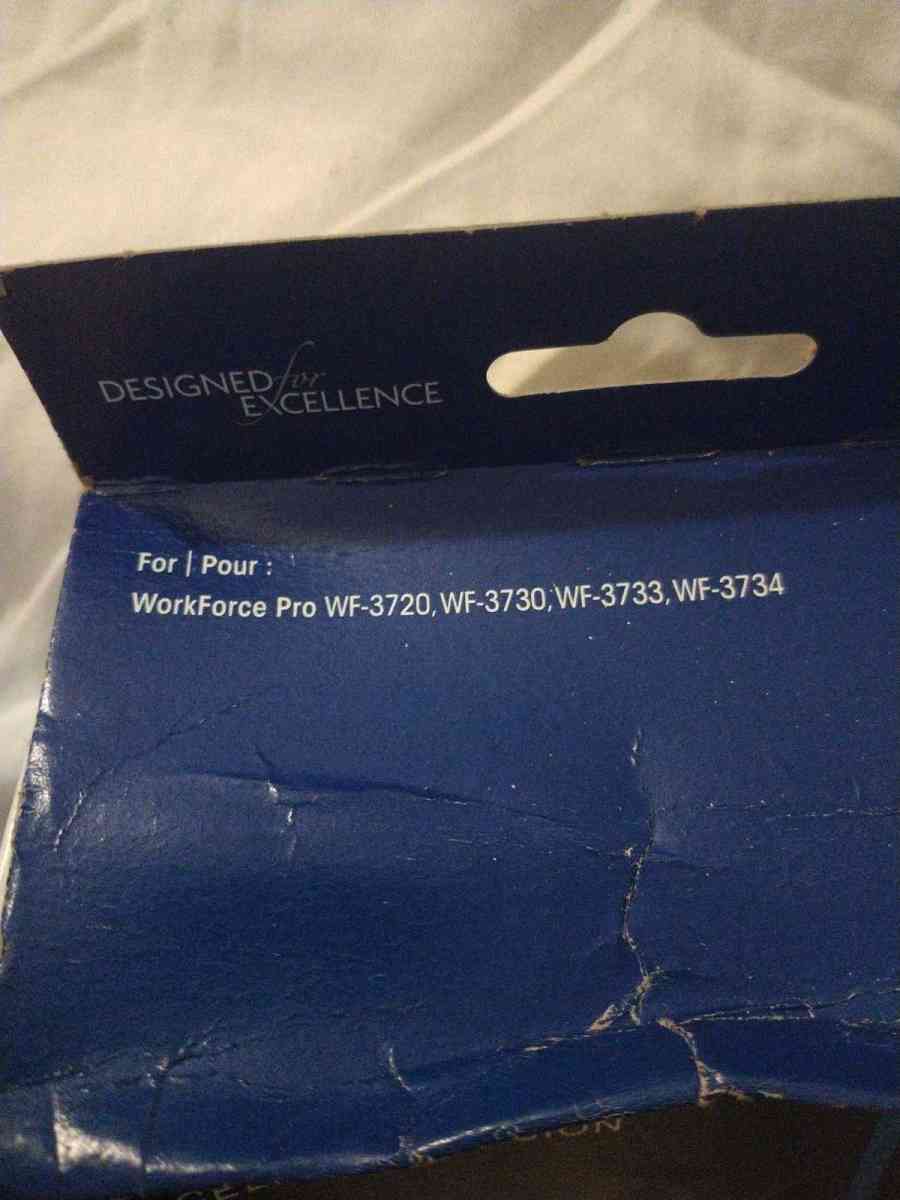 DESIGNED for
EXCELLENCE
For | Pour :
WorkForce Pro WF-3720, WF-3730, WF-3733, WF-3734